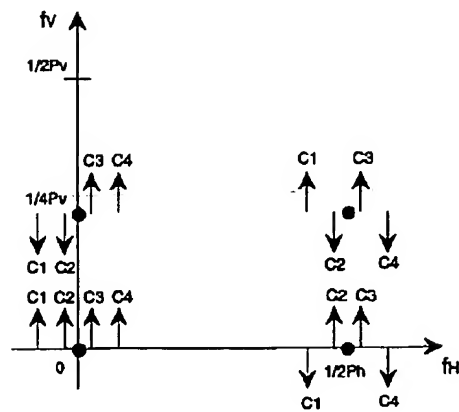 fV
1/2Pv
C3 C4 C1 C3
1/4Pv
C1 C2 C2 C4
C1 C2 C3 C4 C2 C3
0 1/2Ph fH
C1 C4